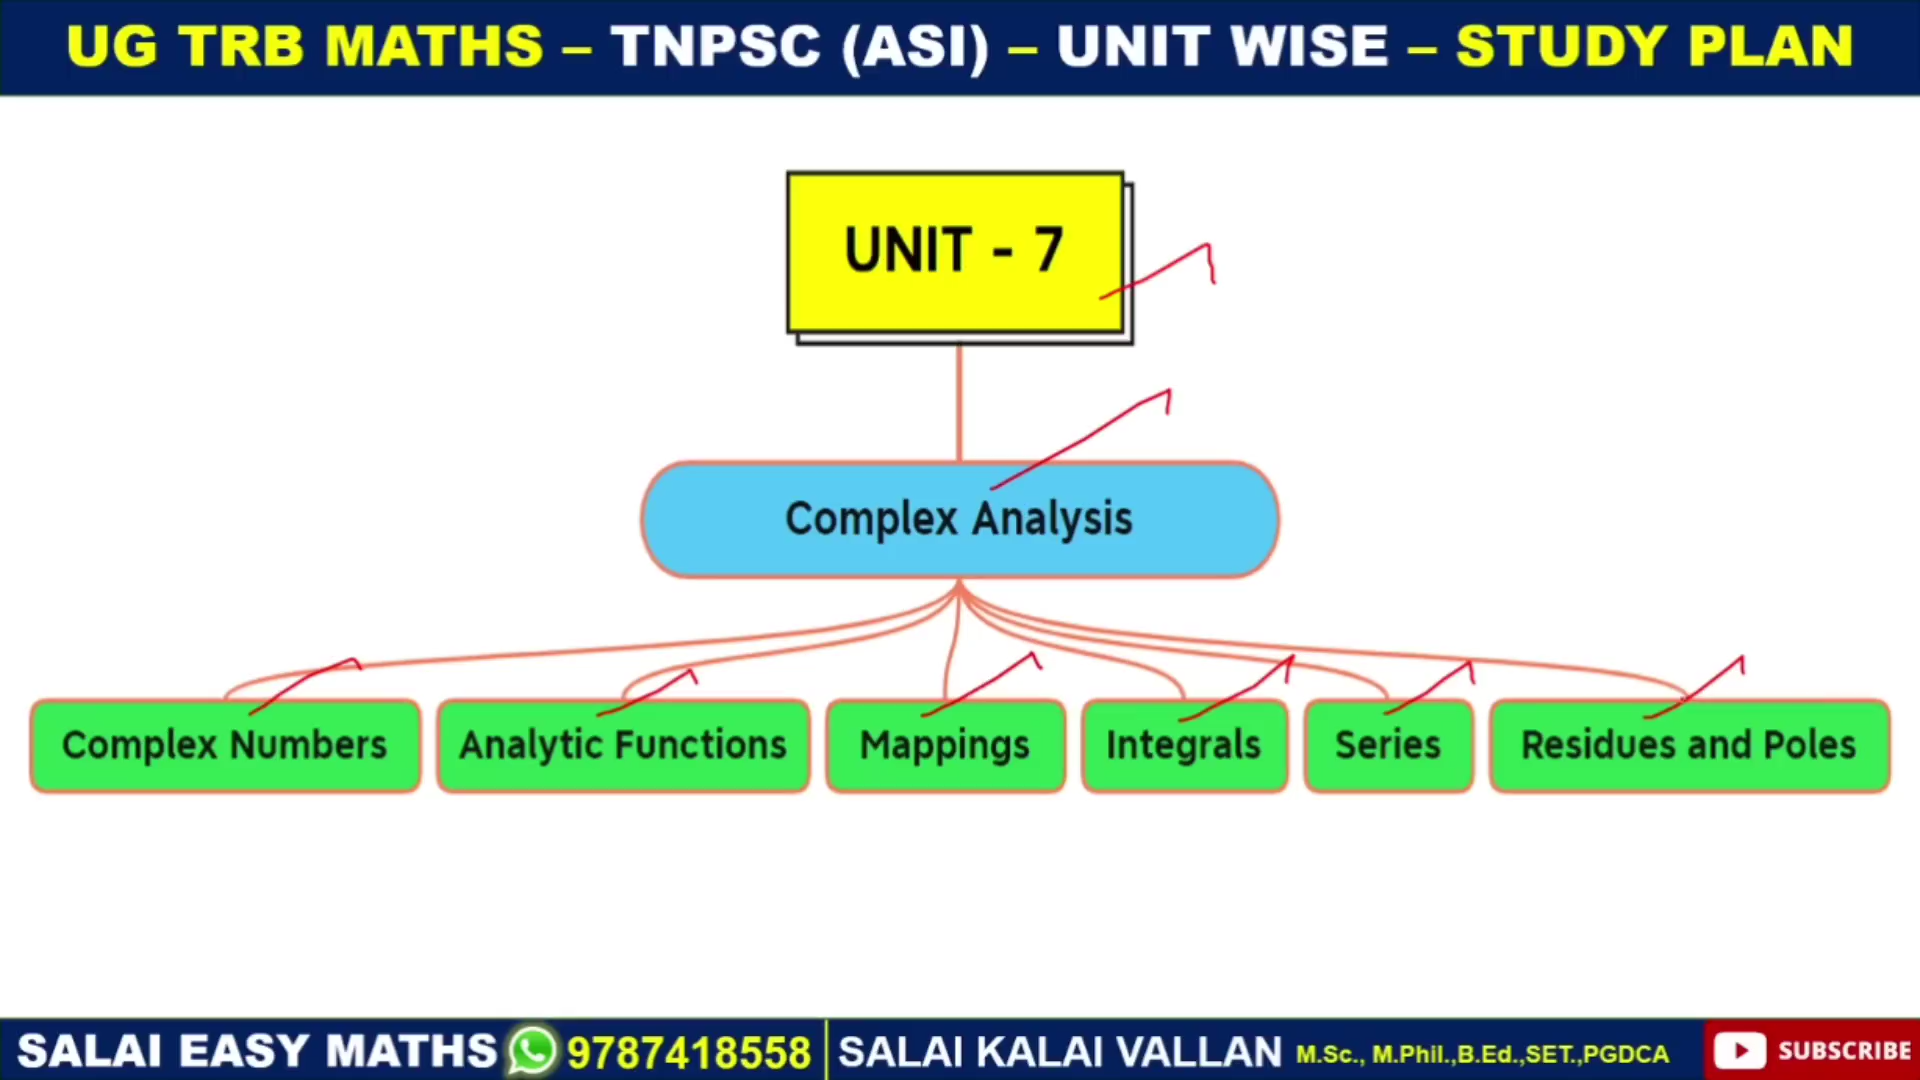 UG TRB MATHS – TNPSC (ASI) – UNIT WISE – STUDY PLAN
UNIT - 7
Complex Analysis
Complex Numbers
Analytic Functions
Mappings
Integrals
Series
Residues and Poles
SALAI EASY MATHS 9787418558 SALAI KALAI VALLAN M.Sc., M.Phil.,B.Ed.,SET.,PGDCA SUBSCRIBE